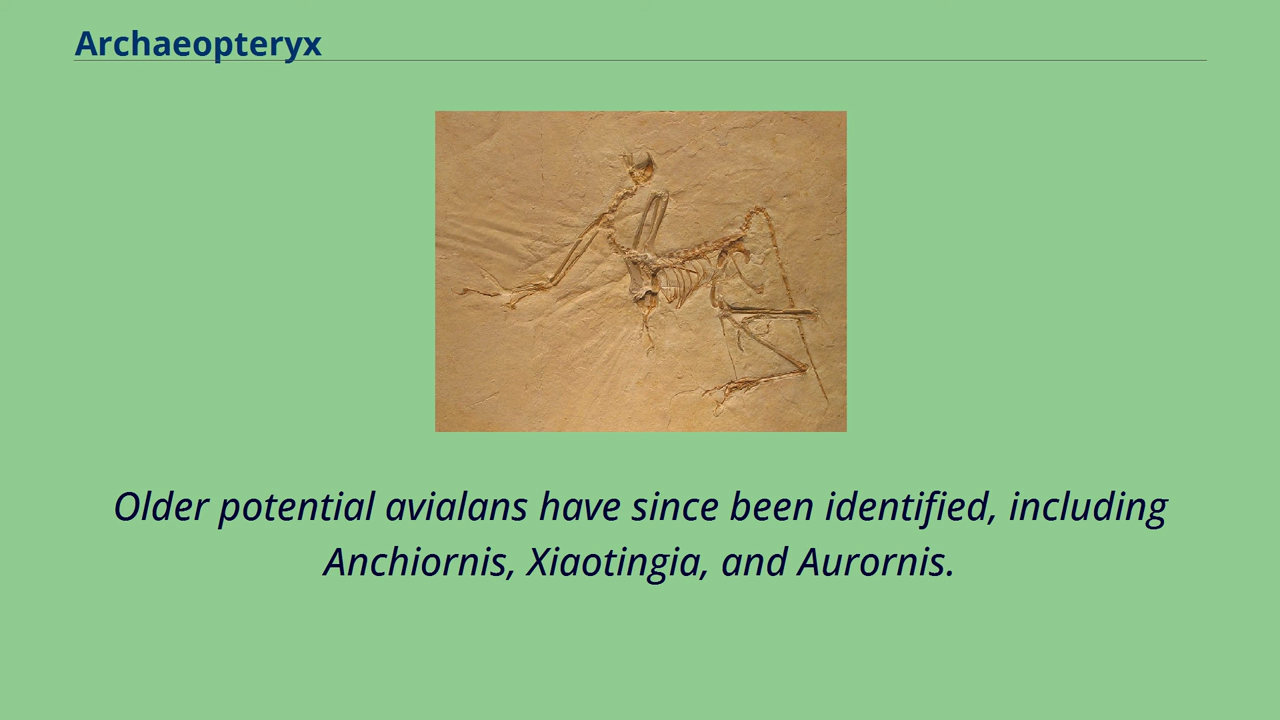 Archaeopteryx
Older potential avialans have since been identified, including
Anchiornis, Xiaotingia, and Aurornis.